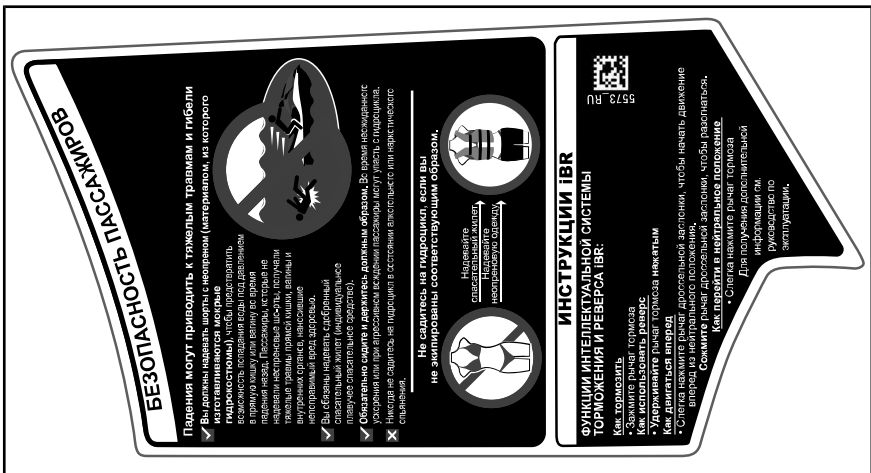 БЕЗОПАСНОСТЬ ПАССАЖИРОВ
Падения могут приводить к тяжелым травмам и гибели
Вы должны надевать шорты с неопреном (материалом, из которого
изготавливаются мокрые
гидрокостюмы), чтобы предотвратить
возможность попадания воды под давлением
в прямую кишку или вагину во время
падения назад. Пассажиры, которые не
надевали неопреновые шорты, получали
тяжелые травмы прямой кишки, вагины и
внутренних органов, наносившие
непоправимый вред здоровью.
Вы обязаны надевать одобренный
спасательный жилет (индивидуальное
плавучее спасательное средство).
Обязательно сидите и держитесь должным образом. Во время неожиданного
ускорения или при агрессивном вождении пассажиры могут упасть с гидроцикла.
Никогда не садитесь на гидроцикл в состоянии алкогольного или наркотического
опьянения.
Не садитесь на гидроцикл, если вы
не экипированы соответствующим образом.
Надевайте
спасательный жилет
Надевайте
неопреновую одежду
ИНСТРУКЦИИ iBR
ФУНКЦИИ ИНТЕЛЛЕКТУАЛЬНОЙ СИСТЕМЫ
ТОРМОЖЕНИЯ И РЕВЕРСА iBR:
Как тормозить
• Зажмите рычаг тормоза
Как использовать реверс
• Удерживайте рычаг тормоза нажатым
Как двигаться вперед
• Слегка нажмите рычаг дроссельной заслонки, чтобы начать движение
вперед из нейтрального положения.
Сожмите рычаг дроссельной заслонки, чтобы разогнаться.
Как перейти в нейтральное положение
• Слегка нажмите рычаг тормоза
Для получения дополнительной
информации см.
руководство по
эксплуатации.
5573_RU